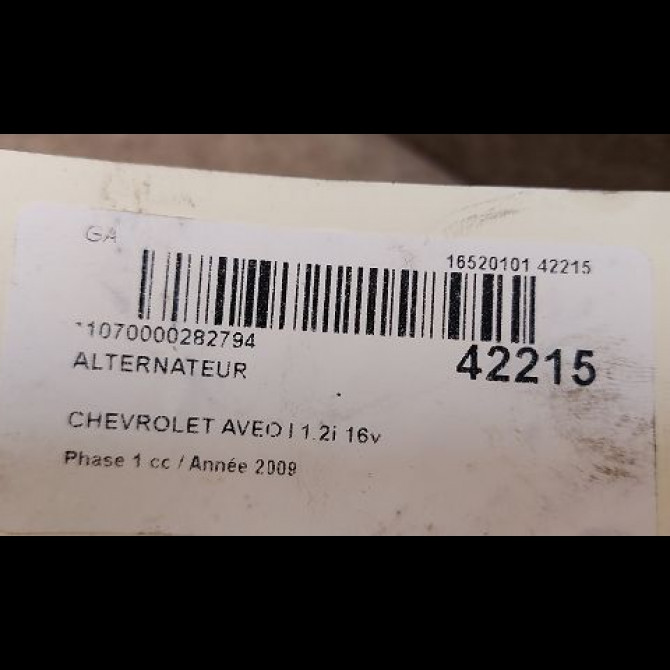 GA
16520101 42215
11070000282794
42215
ALTERNATEUR
CHEVROLET AVEO I 1.2i 16v
Phase 1 cc / Année 2009